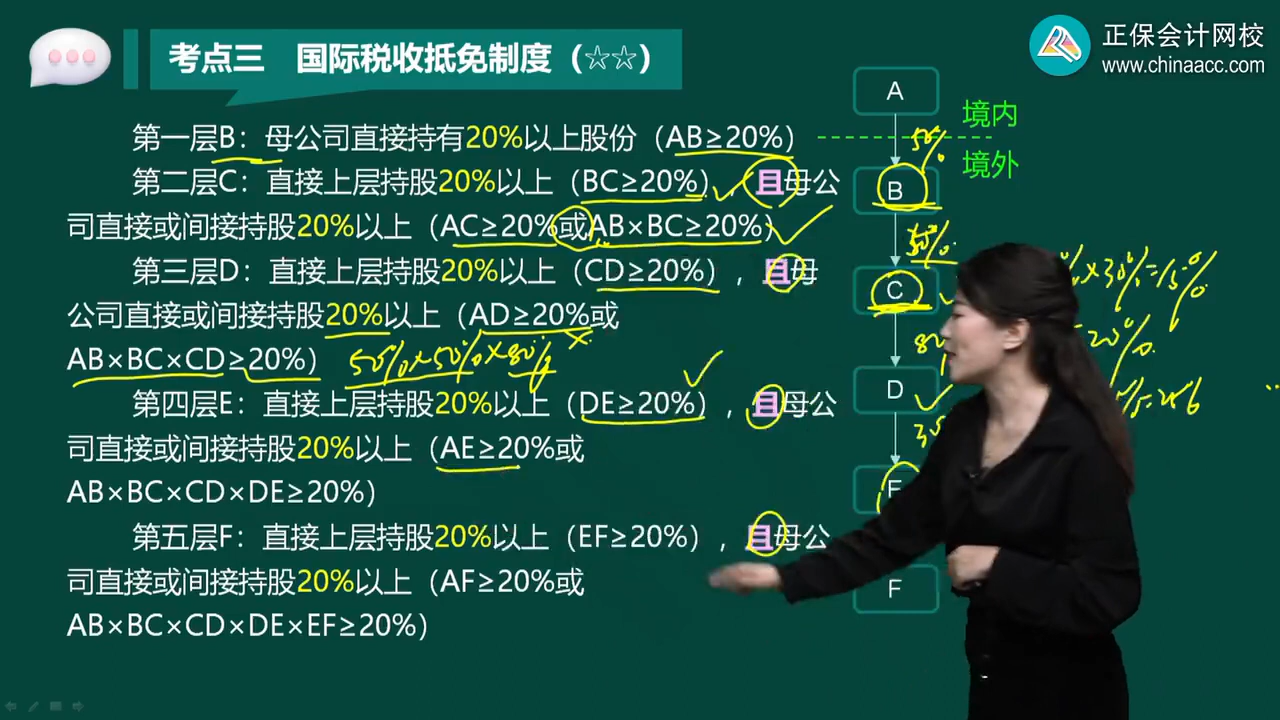 考点三 国际税收抵免制度（☆☆）
正保会计网校
www.chinaacc.com
第一层B：母公司直接持有20%以上股份（AB≥20%）
第二层C：直接上层持股20%以上（BC≥20%），且母公
司直接或间接持股20%以上（AC≥20%或AB×BC≥20%）
第三层D：直接上层持股20%以上（CD≥20%），且母
公司直接或间接持股20%以上（AD≥20%或
AB×BC×CD≥20%）
50%×50%×80%
第四层E：直接上层持股20%以上（DE≥20%），且母公
司直接或间接持股20%以上（AE≥20%或
AB×BC×CD×DE≥20%）
第五层F：直接上层持股20%以上（EF≥20%），且母公
司直接或间接持股20%以上（AF≥20%或
AB×BC×CD×DE×EF≥20%）
A
境内
50%
境外
B
50%
C
×30%=15%
=20%
D
F